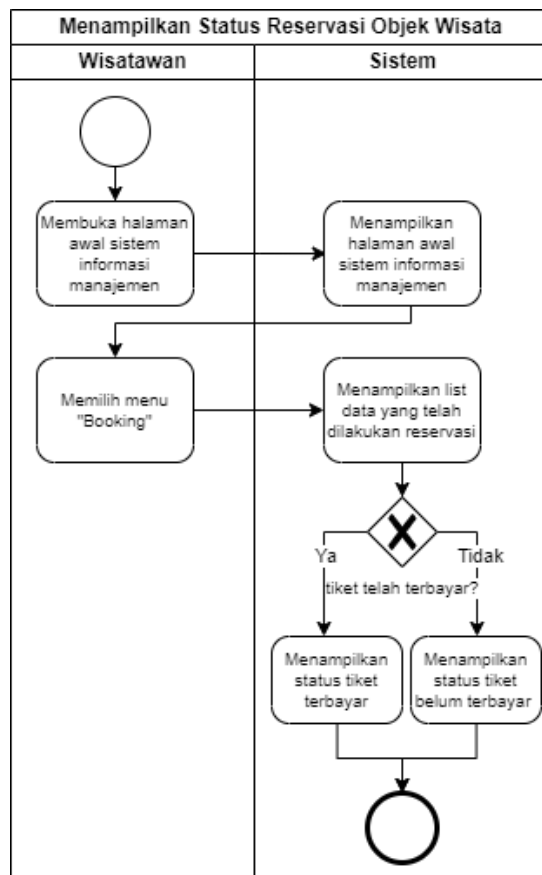 Menampilkan Status Reservasi Objek Wisata
Wisatawan
Sistem
Membuka halaman
awal sistem
informasi
manajemen
Menampilkan
halaman awal
sistem informasi
manajemen
Memilih menu
"Booking"
Menampilkan list
data yang telah
dilakukan reservasi
Ya
Tidak
tiket telah terbayar?
Menampilkan
status tiket
terbayar
Menampilkan
status tiket
belum terbayar